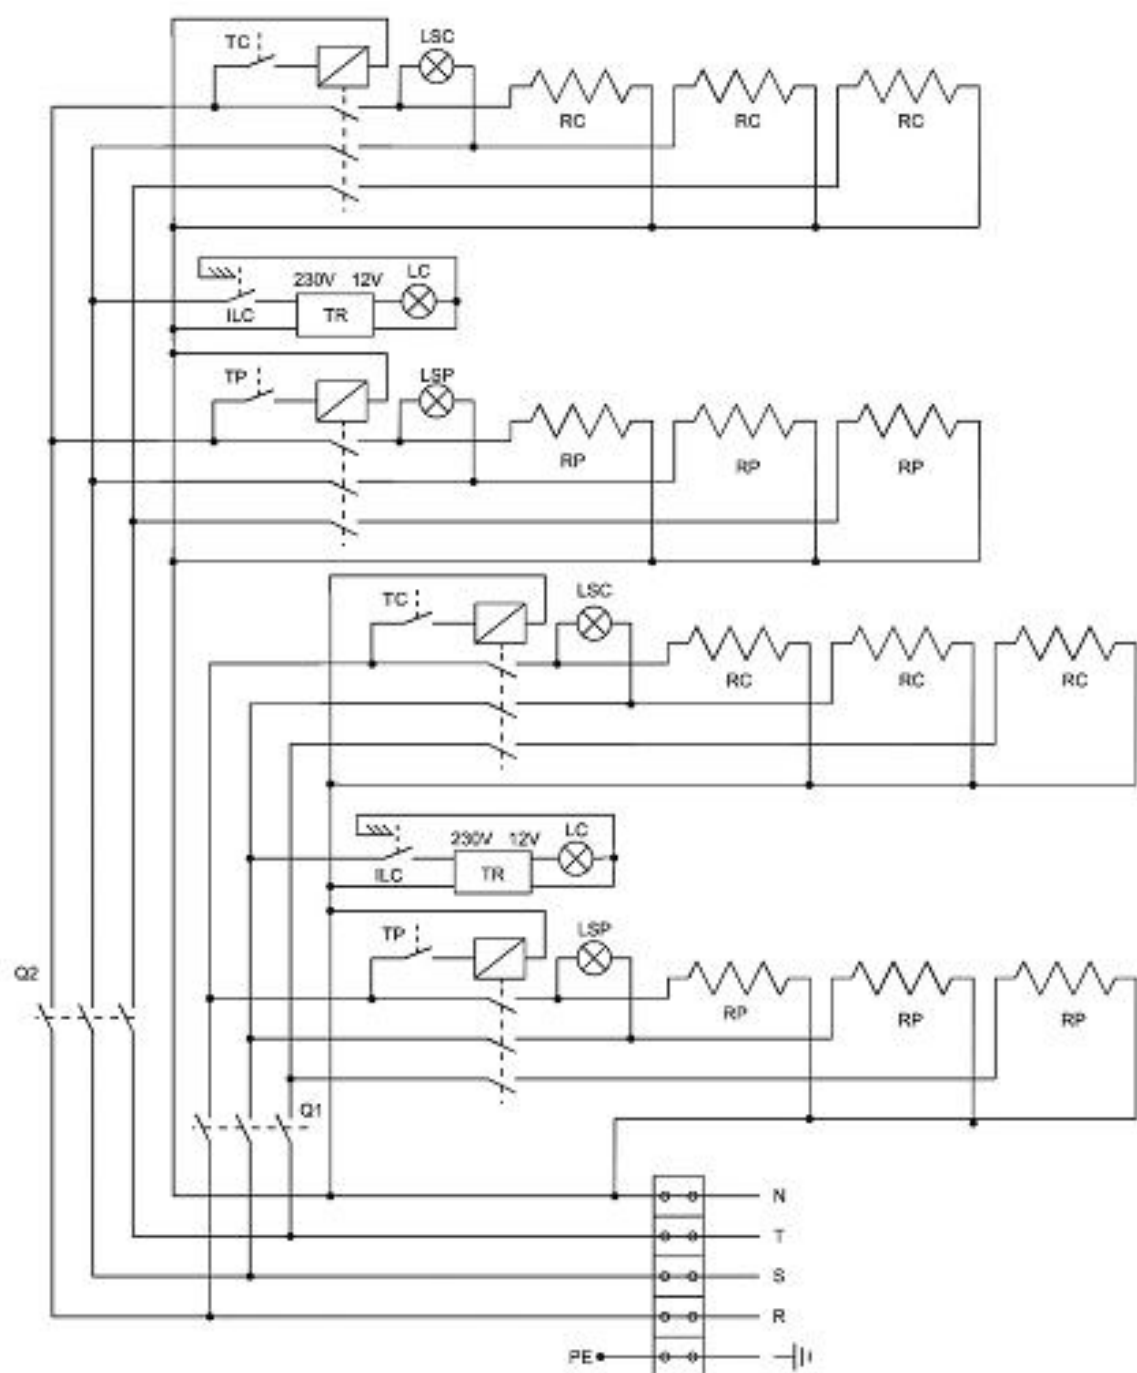 TC LSC
RC RC RC
230V 12V LC
ILC TR
TP LSP
RP RP RP
TC LSC
RC RC RC
230V 12V LC
ILC TR
TP LSP
Q2
RP RP RP
Q1
N
T
S
R
PE